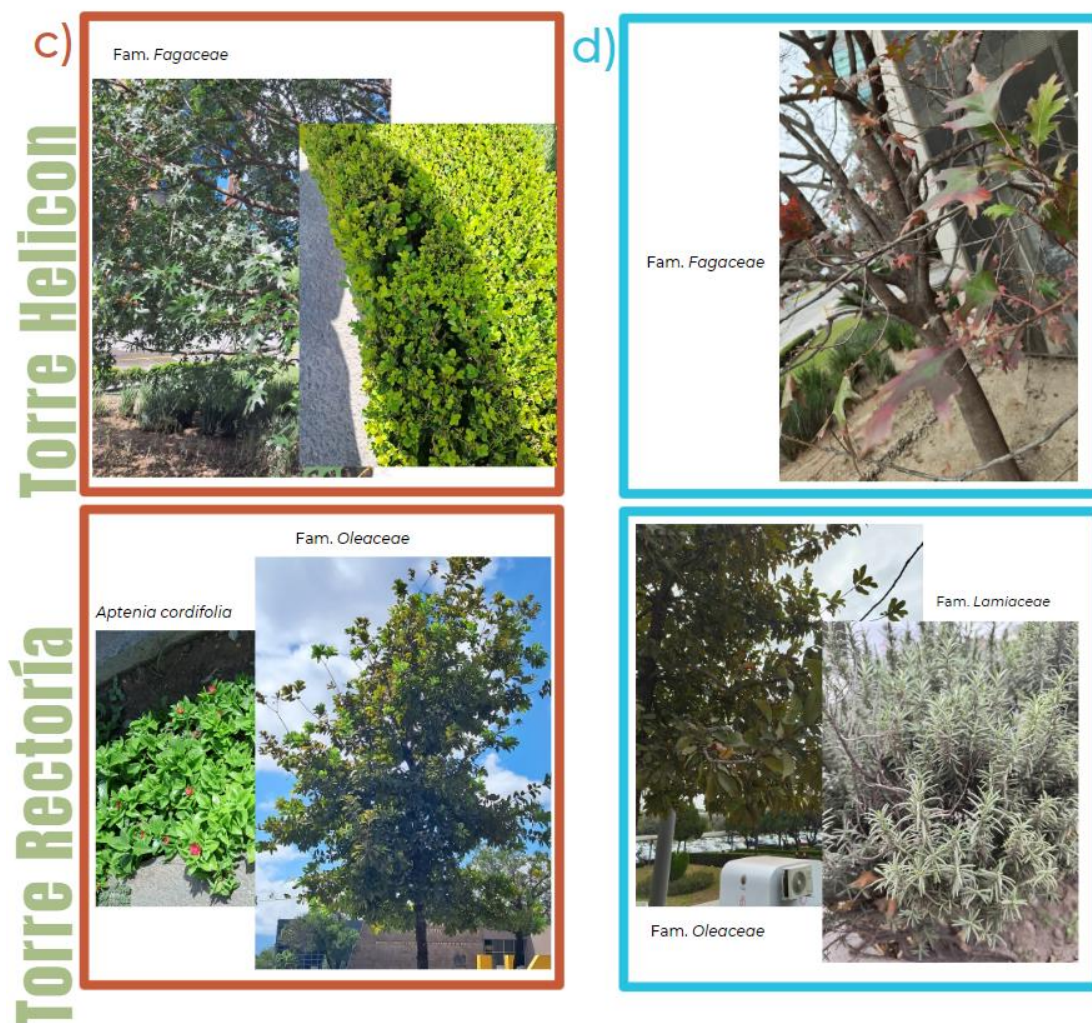 c)
Fam. Fagaceae
d)
Fam. Fagaceae
Torre Helicon
Fam. Oleaceae
Aptenia cordifolia
Fam. Lamiaceae
Fam. Oleaceae
Torre Rectoría